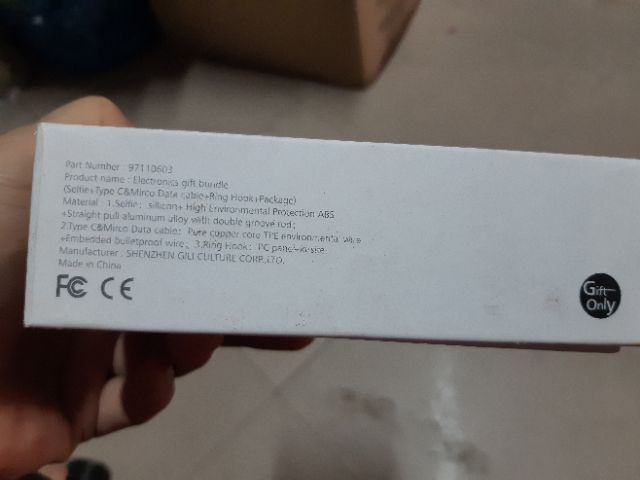 Part Number : 97110603
Product name : Electronics gift bundle
(Selfie+Type C&Mirco Data cable+Ring Hook+Package)
Material : 1.Selfie: silicon+ High Environmental Protection ABS
+Straight pull aluminum alloy with double groove rod;
2.Type C&Mirco Data cable: Pure copper core TPE environmental wire
+Embedded bulletproof wire; 3.Ring Hook: PC
Manufacturer : SHENZHEN GILI CULTURE CORP.LTD.
Made in China
FC CE
Gift
Only